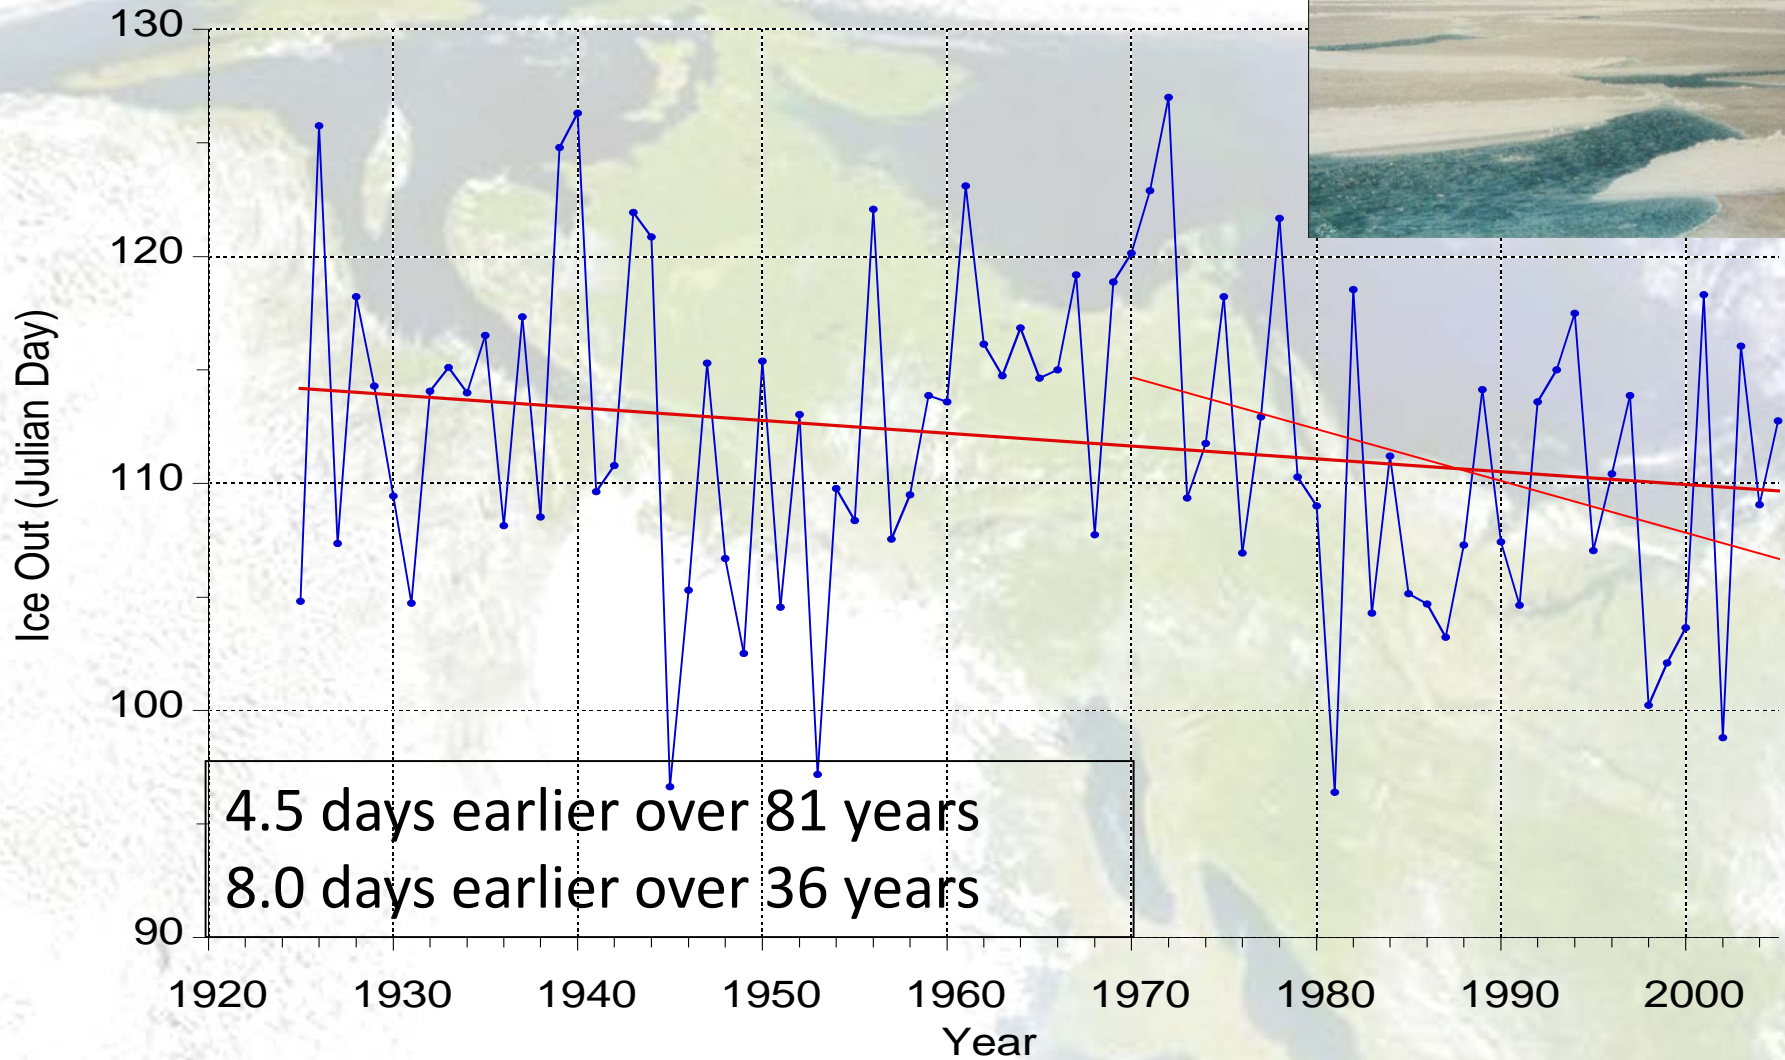 130
120
110
100
90
Ice Out (Julian Day)
4.5 days earlier over 81 years
8.0 days earlier over 36 years
1920 1930 1940 1950 1960 1970 1980 1990 2000
Year